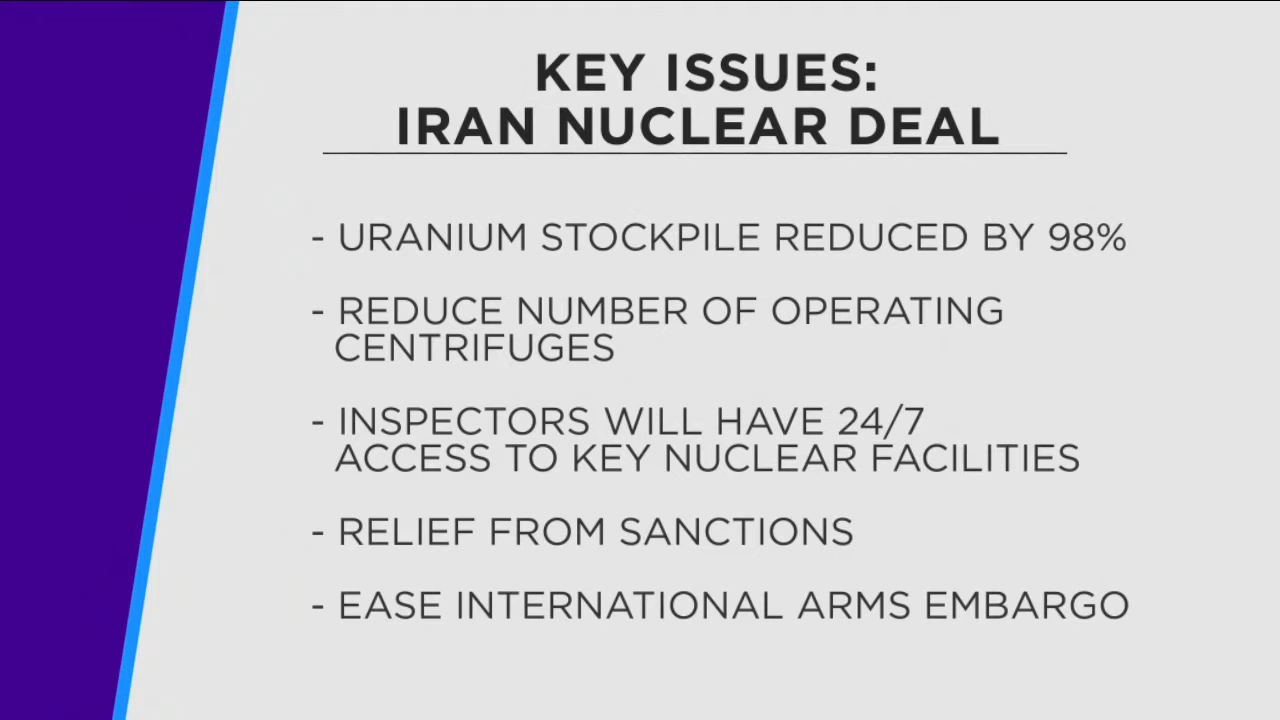 KEY ISSUES:
IRAN NUCLEAR DEAL
- URANIUM STOCKPILE REDUCED BY 98%
- REDUCE NUMBER OF OPERATING
CENTRIFUGES
- INSPECTORS WILL HAVE 24/7
ACCESS TO KEY NUCLEAR FACILITIES
- RELIEF FROM SANCTIONS
- EASE INTERNATIONAL ARMS EMBARGO